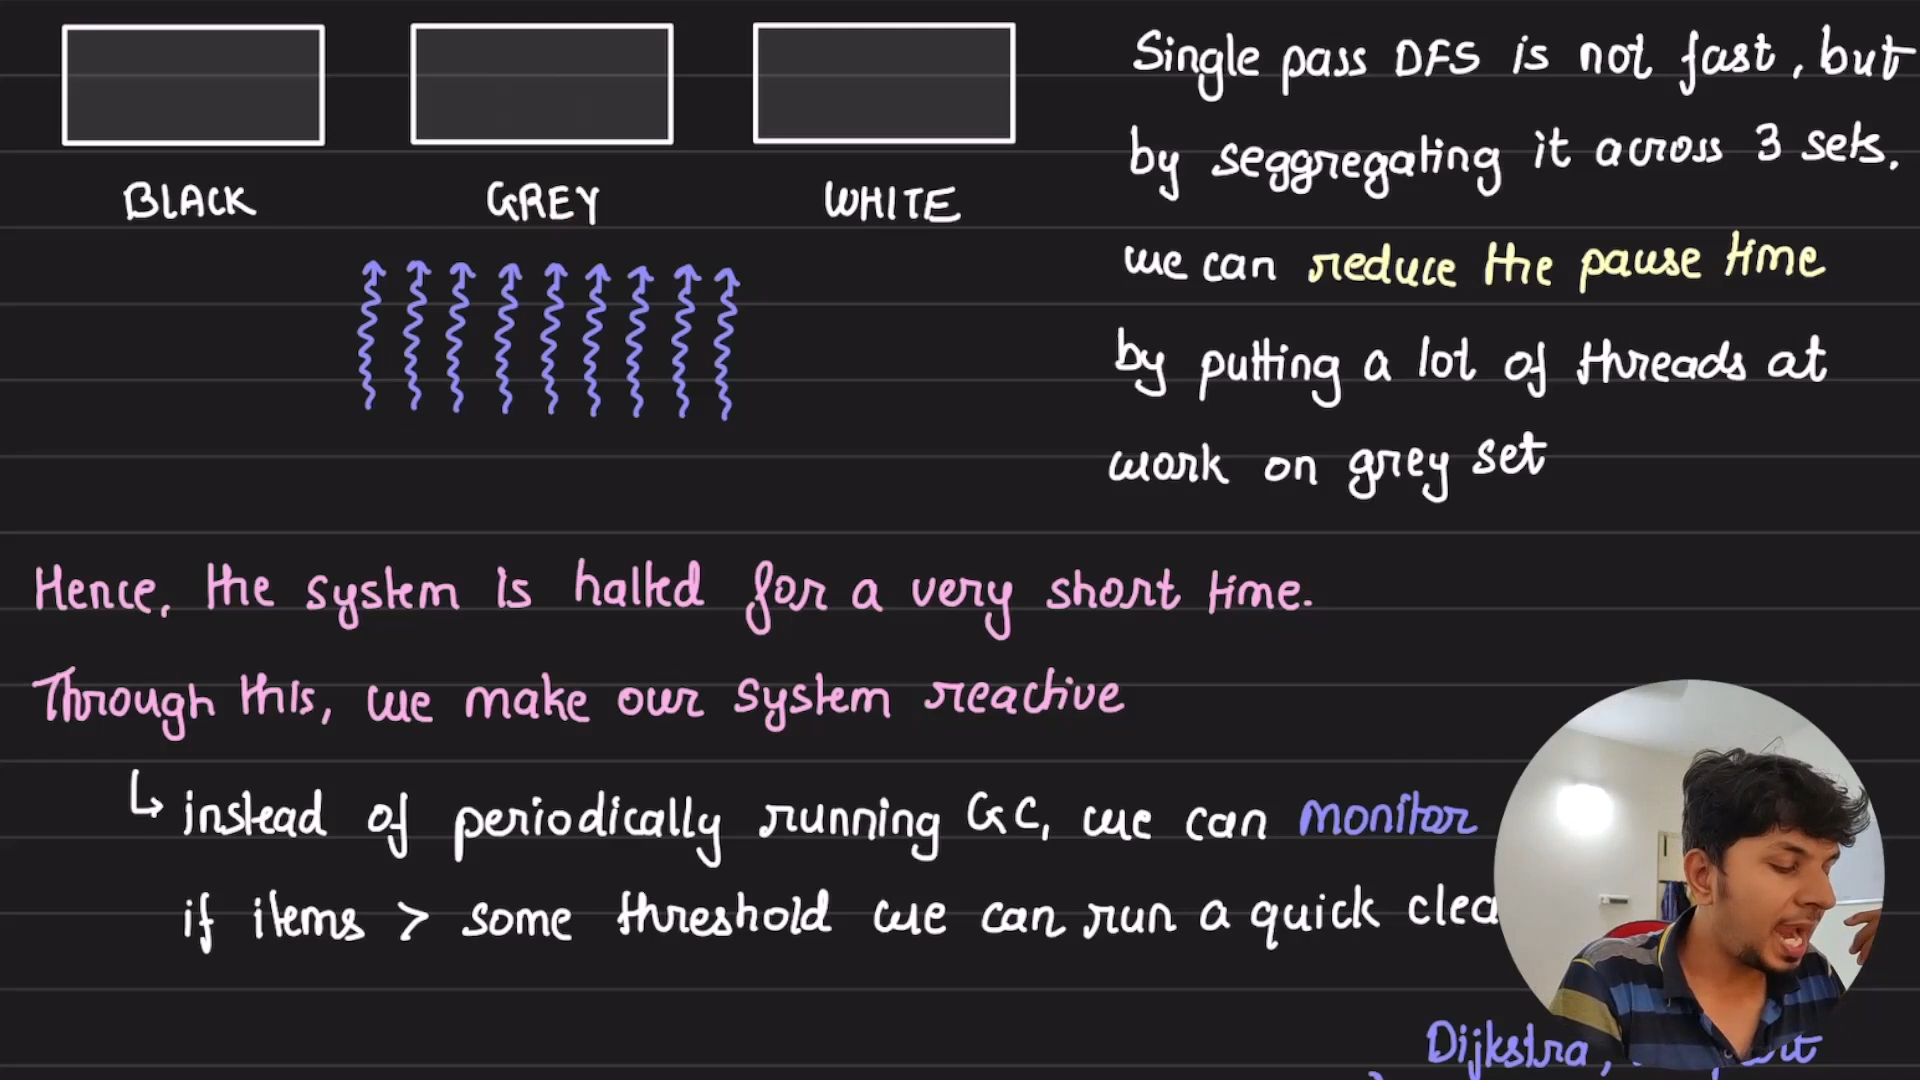 BLACK GREY WHITE
Single pass DFS is not fast, but
by seggregating it across 3 sets.
we can reduce the pause time
by putting a lot of threads at
work on grey set
Hence, the system is halted for a very short time.
Through this, we make our system reactive
↳ instead of periodically running GC, we can monitor
if items > some threshold we can run a quick clea
Dijkstra,